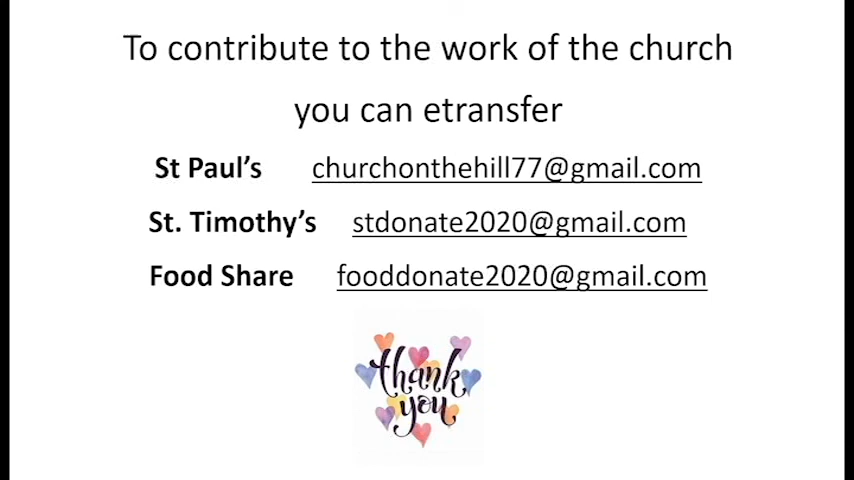 To contribute to the work of the church
you can etransfer
St Paul’s churchonthehill77@gmail.com
St. Timothy’s stdonate2020@gmail.com
Food Share fooddonate2020@gmail.com
thank
you